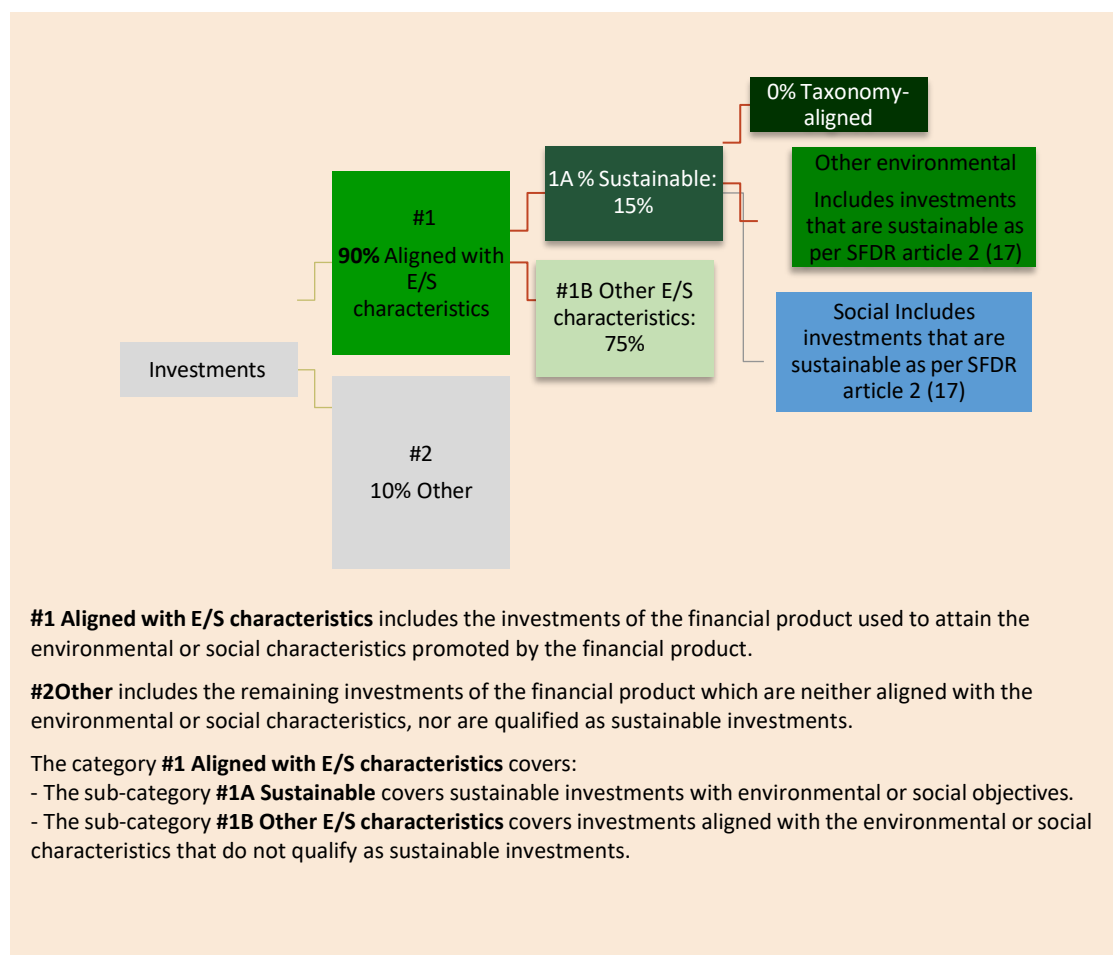 0% Taxonomy-
aligned
Other environmental
Includes investments
that are sustainable as
per SFDR article 2 (17)
1A % Sustainable:
15%
#1
90% Aligned with
E/S
characteristics
#1B Other E/S
characteristics:
75%
Social Includes
investments that are
sustainable as per SFDR
article 2 (17)
Investments
#2
10% Other
#1 Aligned with E/S characteristics includes the investments of the financial product used to attain the
environmental or social characteristics promoted by the financial product.
#2Other includes the remaining investments of the financial product which are neither aligned with the
environmental or social characteristics, nor are qualified as sustainable investments.
The category #1 Aligned with E/S characteristics covers:
- The sub-category #1A Sustainable covers sustainable investments with environmental or social objectives.
- The sub-category #1B Other E/S characteristics covers investments aligned with the environmental or social
characteristics that do not qualify as sustainable investments.